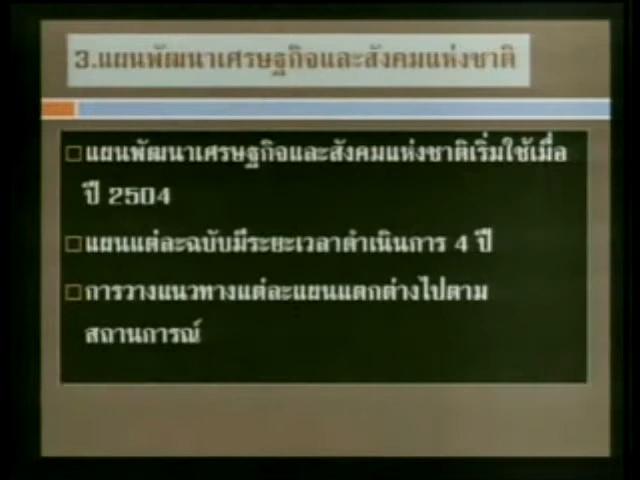 3.แผนพัฒนาเศรษฐกิจและสังคมแห่งชาติ
แผนพัฒนาเศรษฐกิจและสังคมแห่งชาติเริ่มใช้เมื่อ
ปี 2504
แผนแต่ละฉบับมีระยะเวลาดำเนินการ 4 ปี
การวางแนวทางแต่ละแผนแตกต่างไปตาม
สถานการณ์